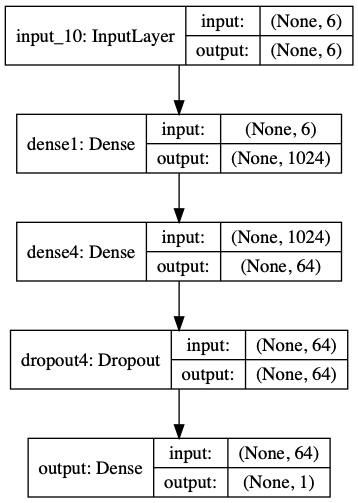 input_10: InputLayer
input: (None, 6)
output: (None, 6)
dense1: Dense
input: (None, 6)
output: (None, 1024)
dense4: Dense
input: (None, 1024)
output: (None, 64)
dropout4: Dropout
input: (None, 64)
output: (None, 64)
output: Dense
input: (None, 64)
output: (None, 1)